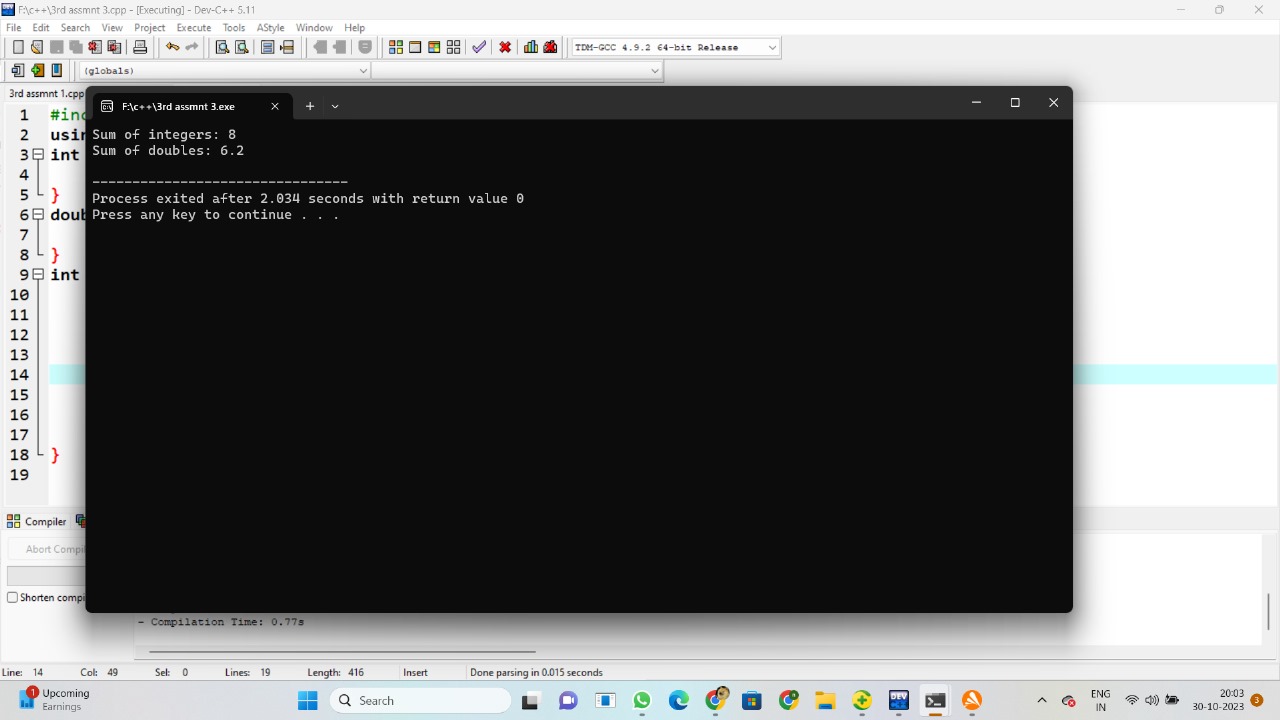 F:\c++\3rd assmnt 3.cpp - [Executing] - Dev-C++ 5.11
File Edit Search View Project Execute Tools AStyle Window Help
TDM-GCC 4.9.2 64-bit Release
(globals)
3rd assmnt 1.cpp
F:\c++\3rd assmnt 3.exe
Sum of integers: 8
Sum of doubles: 6.2
--------------------------------
Process exited after 2.034 seconds with return value 0
Press any key to continue . . .
1 #inc
2 usin
3 int
4
5 }
6 doub
7
8 }
9 int
10
11
12
13
14
15
16
17
18 }
19
Compiler
Abort Compil
Shorten compi
- Compilation Time: 0.77s
Line: 14 Col: 49 Sel: 0 Lines: 19 Length: 416 Insert Done parsing in 0.015 seconds
1 Upcoming
Earnings
Search
ENG
IN
20:03
30-10-2023
3